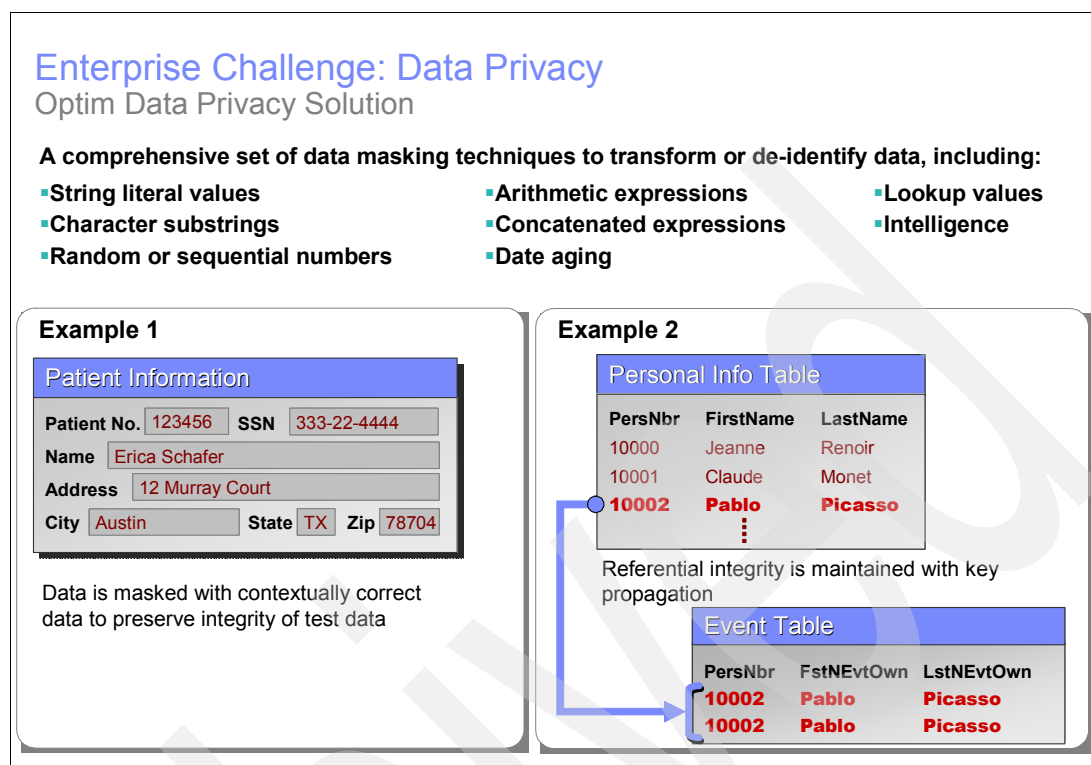 Enterprise Challenge: Data Privacy
Optim Data Privacy Solution
A comprehensive set of data masking techniques to transform or de-identify data, including:
▪String literal values
▪Character substrings
▪Random or sequential numbers
▪Arithmetic expressions
▪Concatenated expressions
▪Date aging
▪Lookup values
▪Intelligence
Example 1
Patient Information
Patient No. 123456 SSN 333-22-4444
Name Erica Schafer
Address 12 Murray Court
City Austin State TX Zip 78704
Data is masked with contextually correct
data to preserve integrity of test data
Example 2
Personal Info Table
PersNbr FirstName LastName
10000 Jeanne Renoir
10001 Claude Monet
10002 Pablo Picasso
Referential integrity is maintained with key
propagation
Event Table
PersNbr FstNEvtOwn LstNEvtOwn
10002 Pablo Picasso
10002 Pablo Picasso